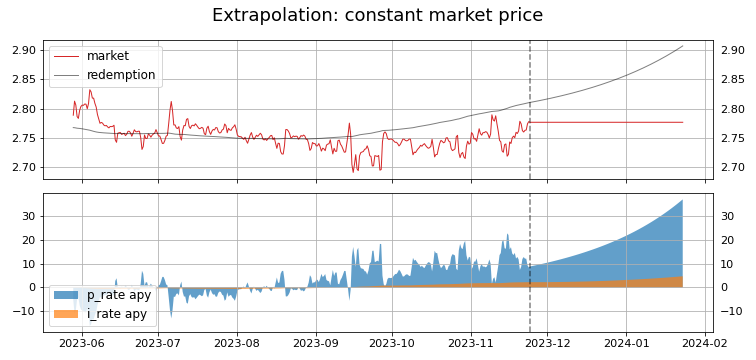 Extrapolation: constant market price
2.90 2.90
2.85 2.85
2.80 2.80
2.75 2.75
2.70 2.70
market
redemption
30 30
20 20
10 10
0 0
−10 −10
p_rate apy
i_rate apy
2023-06 2023-07 2023-08 2023-09 2023-10 2023-11 2023-12 2024-01 2024-02